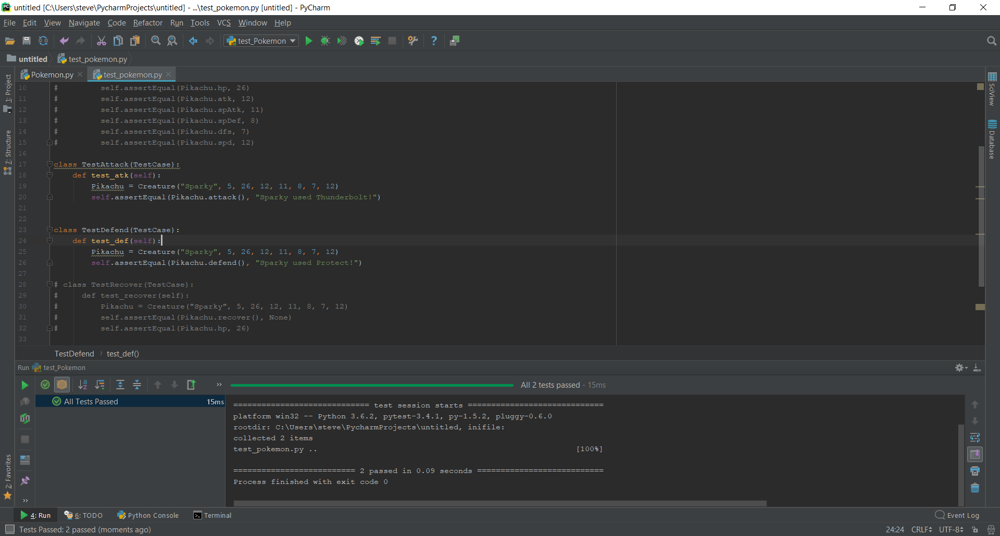 untitled [C:\Users\steve\PycharmProjects\untitled] - ...\test_pokemon.py [untitled] - PyCharm
File Edit View Navigate Code Refactor Run Tools VCS Window Help
test_Pokemon
untitled test_pokemon.py
Pokemon.py test_pokemon.py
1: Project
7: Structure
2: Favorites
SciView
Database
10 # self.assertEqual(Pikachu.hp, 26)
11 # self.assertEqual(Pikachu.atk, 12)
12 # self.assertEqual(Pikachu.spAtk, 11)
13 # self.assertEqual(Pikachu.spDef, 8)
14 # self.assertEqual(Pikachu.dfs, 7)
15 # self.assertEqual(Pikachu.spd, 12)
16
17 class TestAttack(TestCase):
18 def test_atk(self):
19 Pikachu = Creature("Sparky", 5, 26, 12, 11, 8, 7, 12)
20 self.assertEqual(Pikachu.attack(), "Sparky used Thunderbolt!")
21
22
23 class TestDefend(TestCase):
24 def test_def(self):
25 Pikachu = Creature("Sparky", 5, 26, 12, 11, 8, 7, 12)
26 self.assertEqual(Pikachu.defend(), "Sparky used Protect!")
27
28 # class TestRecover(TestCase):
29 # def test_recover(self):
30 # Pikachu = Creature("Sparky", 5, 26, 12, 11, 8, 7, 12)
31 # self.assertEqual(Pikachu.recover(), None)
32 # self.assertEqual(Pikachu.hp, 26)
33
TestDefend › test_def()
Run test_Pokemon
» All 2 tests passed - 15ms
All Tests Passed 15ms
============================= test session starts =============================
platform win32 -- Python 3.6.2, pytest-3.4.1, py-1.5.2, pluggy-0.6.0
rootdir: C:\Users\steve\PycharmProjects\untitled, inifile:
collected 2 items
test_pokemon.py .. [100%]
========================== 2 passed in 0.09 seconds ===========================
Process finished with exit code 0
»
4: Run 6: TODO Python Console Terminal Event Log
Tests Passed: 2 passed (moments ago) 24:24 CRLF UTF-8